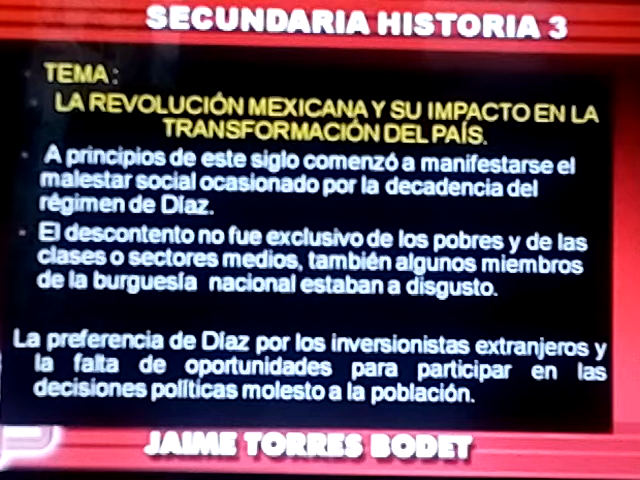 SECUNDARIA HISTORIA 3
TEMA:
LA REVOLUCIÓN MEXICANA Y SU IMPACTO EN LA
TRANSFORMACIÓN DEL PAÍS.
A principios de este siglo comenzó a manifestarse el
malestar social ocasionado por la decadencia del
régimen de Díaz.
El descontento no fue exclusivo de los pobres y de las
clases o sectores medios, también algunos miembros
de la burguesía nacional estaban a disgusto.
La preferencia de Díaz por los inversionistas extranjeros y
la falta de oportunidades para participar en las
decisiones políticas molesto a la población.
JAIME TORRES BODET